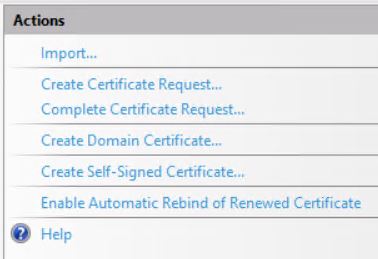 Actions
Import...
Create Certificate Request...
Complete Certificate Request...
Create Domain Certificate...
Create Self-Signed Certificate...
Enable Automatic Rebind of Renewed Certificate
Help